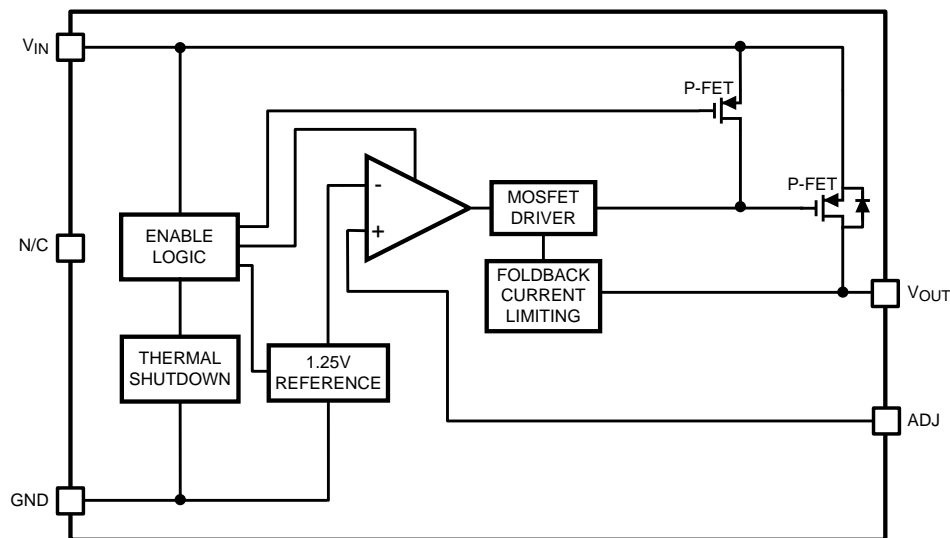 VIN
P-FET
P-FET
-
+
MOSFET
DRIVER
N/C
ENABLE
LOGIC
FOLDBACK
CURRENT
LIMITING
VOUT
THERMAL
SHUTDOWN
1.25V
REFERENCE
ADJ
GND